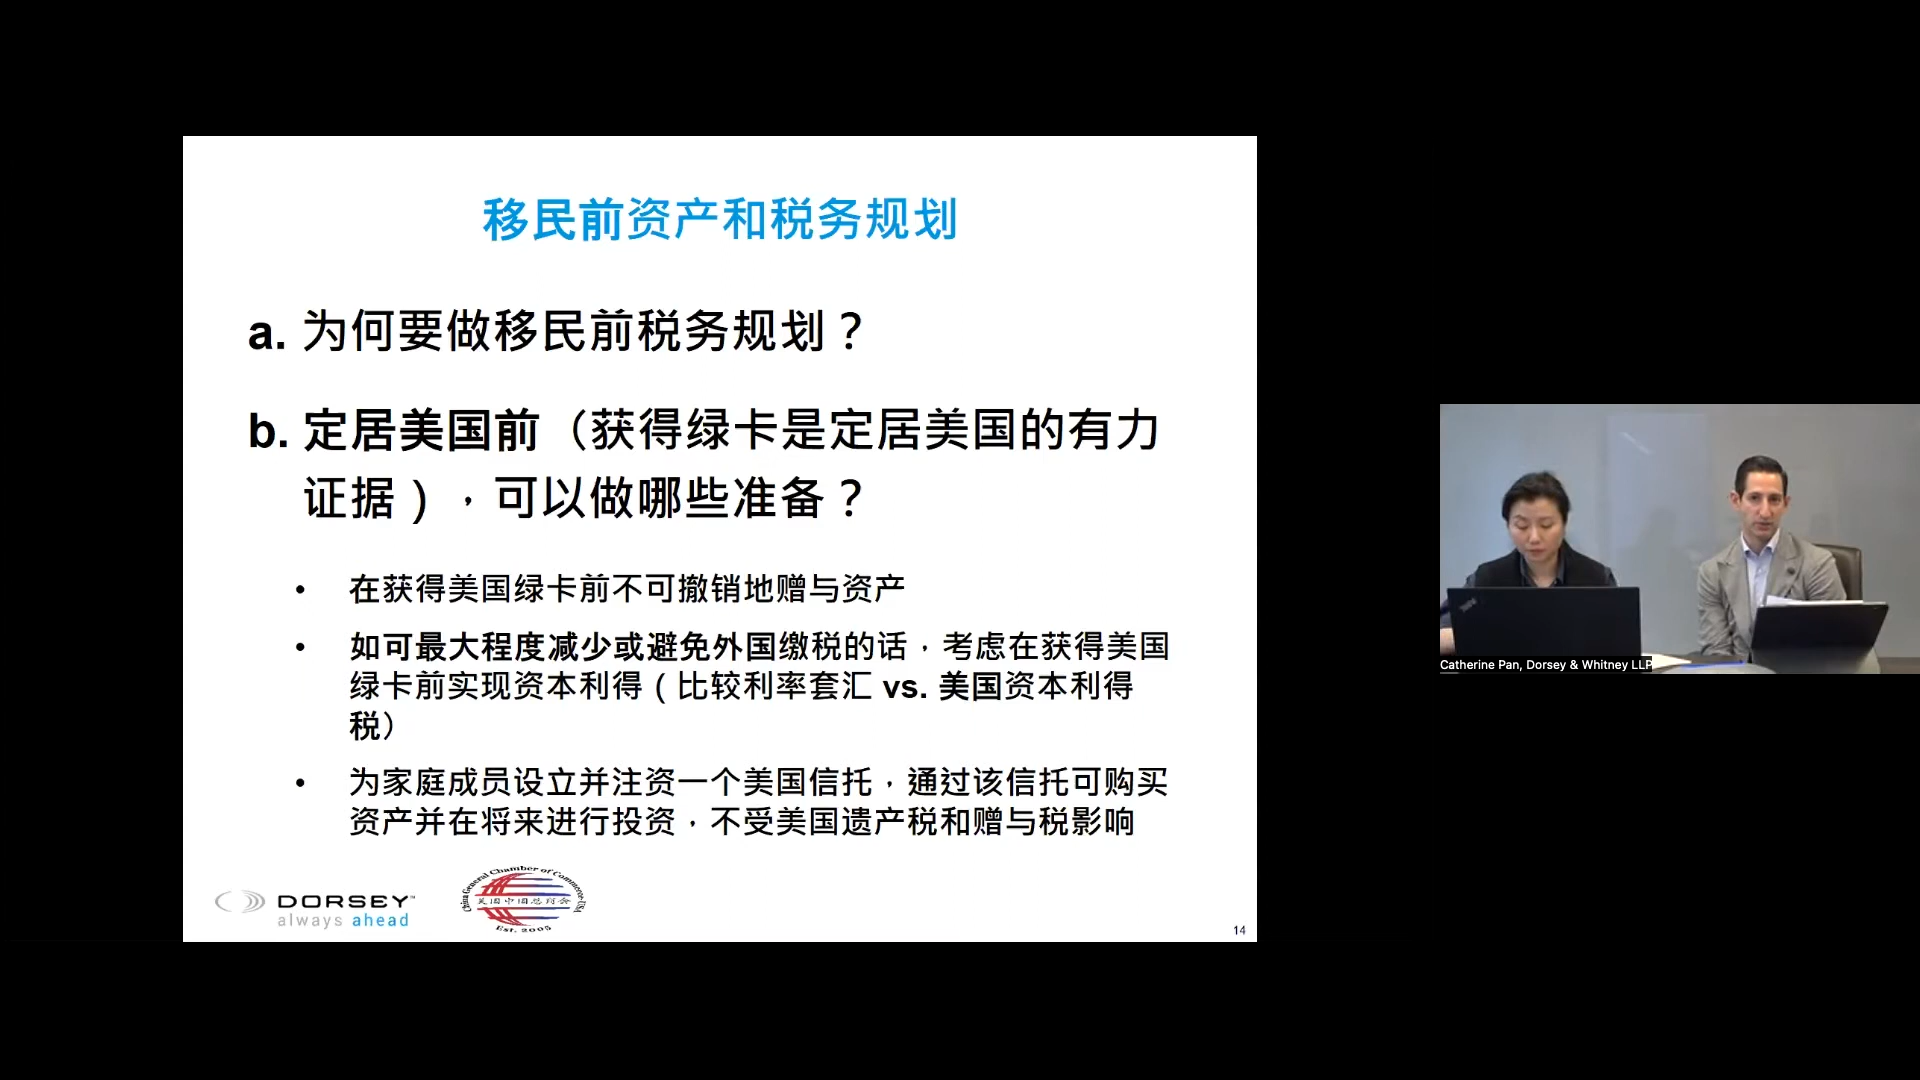 移民前资产和税务规划
a. 为何要做移民前税务规划？
b. 定居美国前（获得绿卡是定居美国的有力
证据），可以做哪些准备？
• 在获得美国绿卡前不可撤销地赠与资产
• 如可最大程度减少或避免外国缴税的话，考虑在获得美国
绿卡前实现资本利得（比较利率套汇 vs. 美国资本利得
税）
• 为家庭成员设立并注资一个美国信托，通过该信托可购买
资产并在将来进行投资，不受美国遗产税和赠与税影响
DORSEY™
always ahead
China General Chamber of Commerce-USA
美国中国总商会
Est. 2005
14
Catherine Pan, Dorsey & Whitney LLP